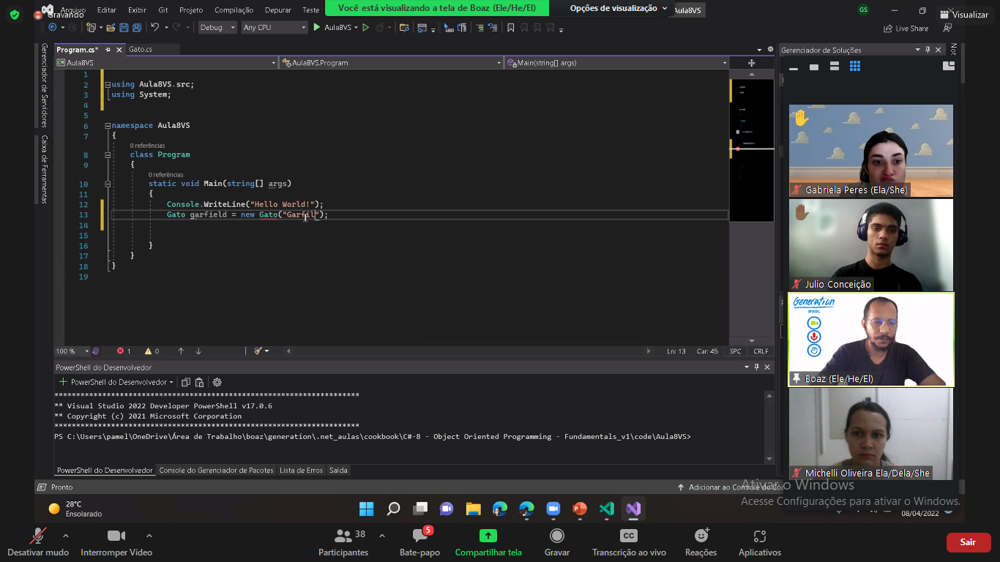 Gravando
Arquivo Editar Exibir Git Projeto Compilação Depurar Teste
Você está visualizando a tela de Boaz (Ele/He/El)
Opções de visualização
Aula8VS
GS
Visualizar
Debug Any CPU Aula8VS
Live Share
Program.cs* Gato.cs
Gerenciador de Soluções
Not
Aula8VS Aula8VS.Program Main(string[] args)
Gerenciador de Servidores
Caixa de Ferramentas
1
2 using Aula8VS.src;
3 using System;
4
5
6 namespace Aula8VS
7 {
0 referências
8 class Program
9 {
0 referências
10 static void Main(string[] args)
11 {
12 Console.WriteLine("Hello World!");
13 Gato garfield = new Gato("Garfil");
14
15
16 }
17 }
18 }
19
Gabriela Peres (Ela/She)
Julio Conceição
Generation
BRASIL
Boaz (Ele/He/El)
Michelli Oliveira Ela/Dela/She
100 % 1 0 Ln: 13 Car: 45 SPC CRLF
PowerShell do Desenvolvedor
PowerShell do Desenvolvedor
**********************************************************************
** Visual Studio 2022 Developer PowerShell v17.0.6
** Copyright (c) 2021 Microsoft Corporation
**********************************************************************
PS C:\Users\pamel\OneDrive\Área de Trabalho\boaz\generation\.net_aulas\cookbook\C#-8 - Object Oriented Programming - Fundamentals_v1\code\Aula8VS>
PowerShell do Desenvolvedor Console do Gerenciador de Pacotes Lista de Erros Saída
Pronto
Adicionar ao Controle do
Ativar o Windows
Acesse Configurações para ativar o Windows.
28°C
Ensolarado
08/04/2022
38
5
CC
Desativar mudo Interromper Vídeo Participantes Bate-papo Compartilhar tela Gravar Transcrição ao vivo Reações Aplicativos
Sair